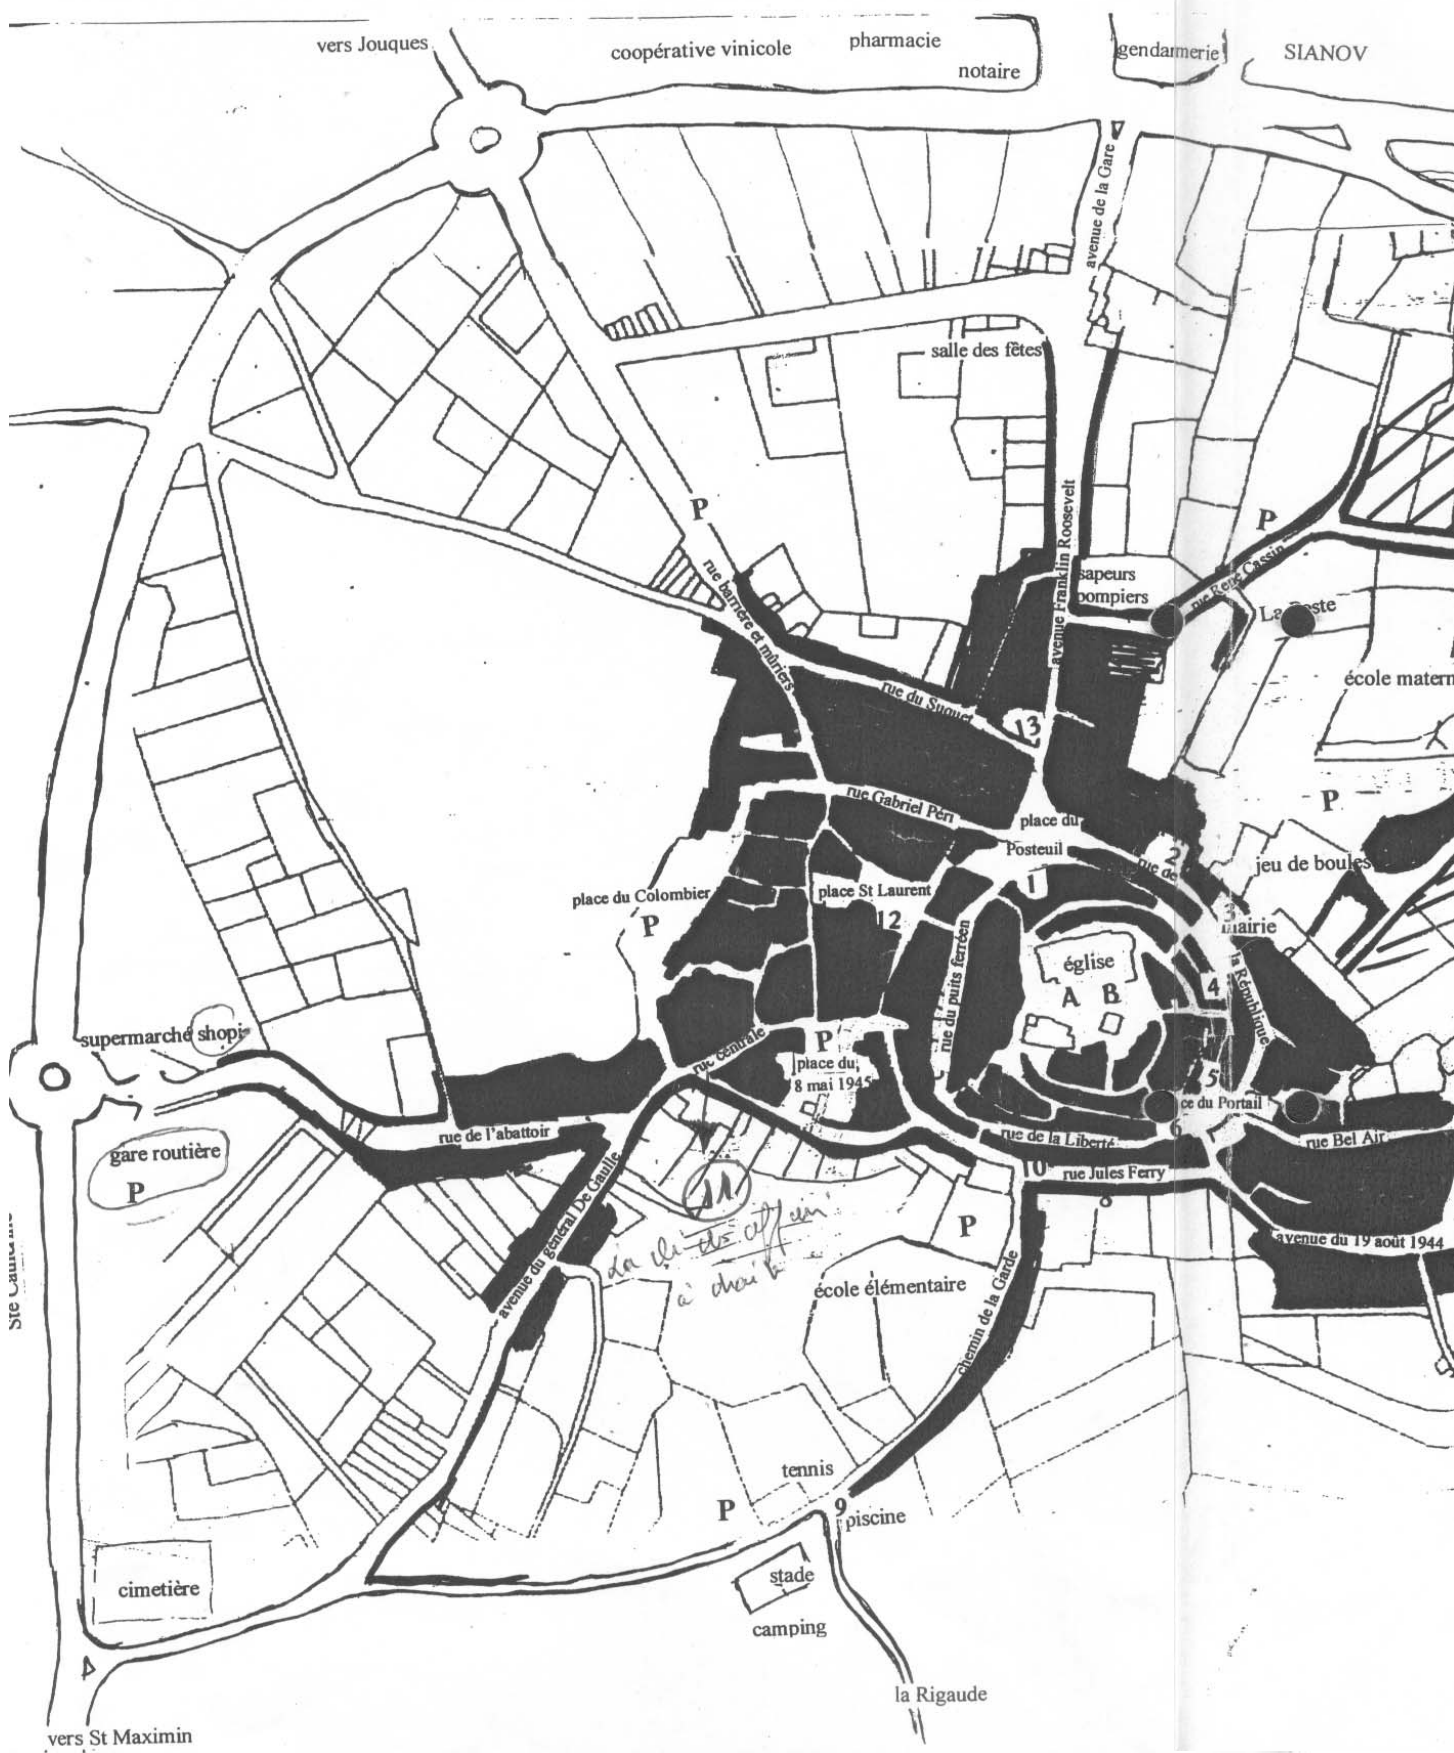 vers Jouques
coopérative vinicole
pharmacie
notaire
gendarmerie
SIANOV
avenue de la Gare
salle des fêtes
P
avenue Franklin Roosevelt
P
rue barrière et mûriers
sapeurs
pompiers
rue René Cassin
La Poste
école matern
rue du Suquet
13
rue Gabriel Péri
place du
Posteuil
P
2
rue de
jeu de boules
1
place du Colombier
P
place St Laurent
12
3
mairie
rue du puits ferréen
église
A B
4
la République
supermarché shopi
rue centrale
P
place du
8 mai 1945
5
ce du Portail
6
rue de l'abattoir
rue de la Liberté
rue Bel Air
10
rue Jules Ferry
gare routière
P
11
avenue du général De Gaulle
P
avenue du 19 août 1944
à
école élémentaire
chemin de la Garde
tennis
P
9
piscine
cimetière
stade
camping
la Rigaude
vers St Maximin